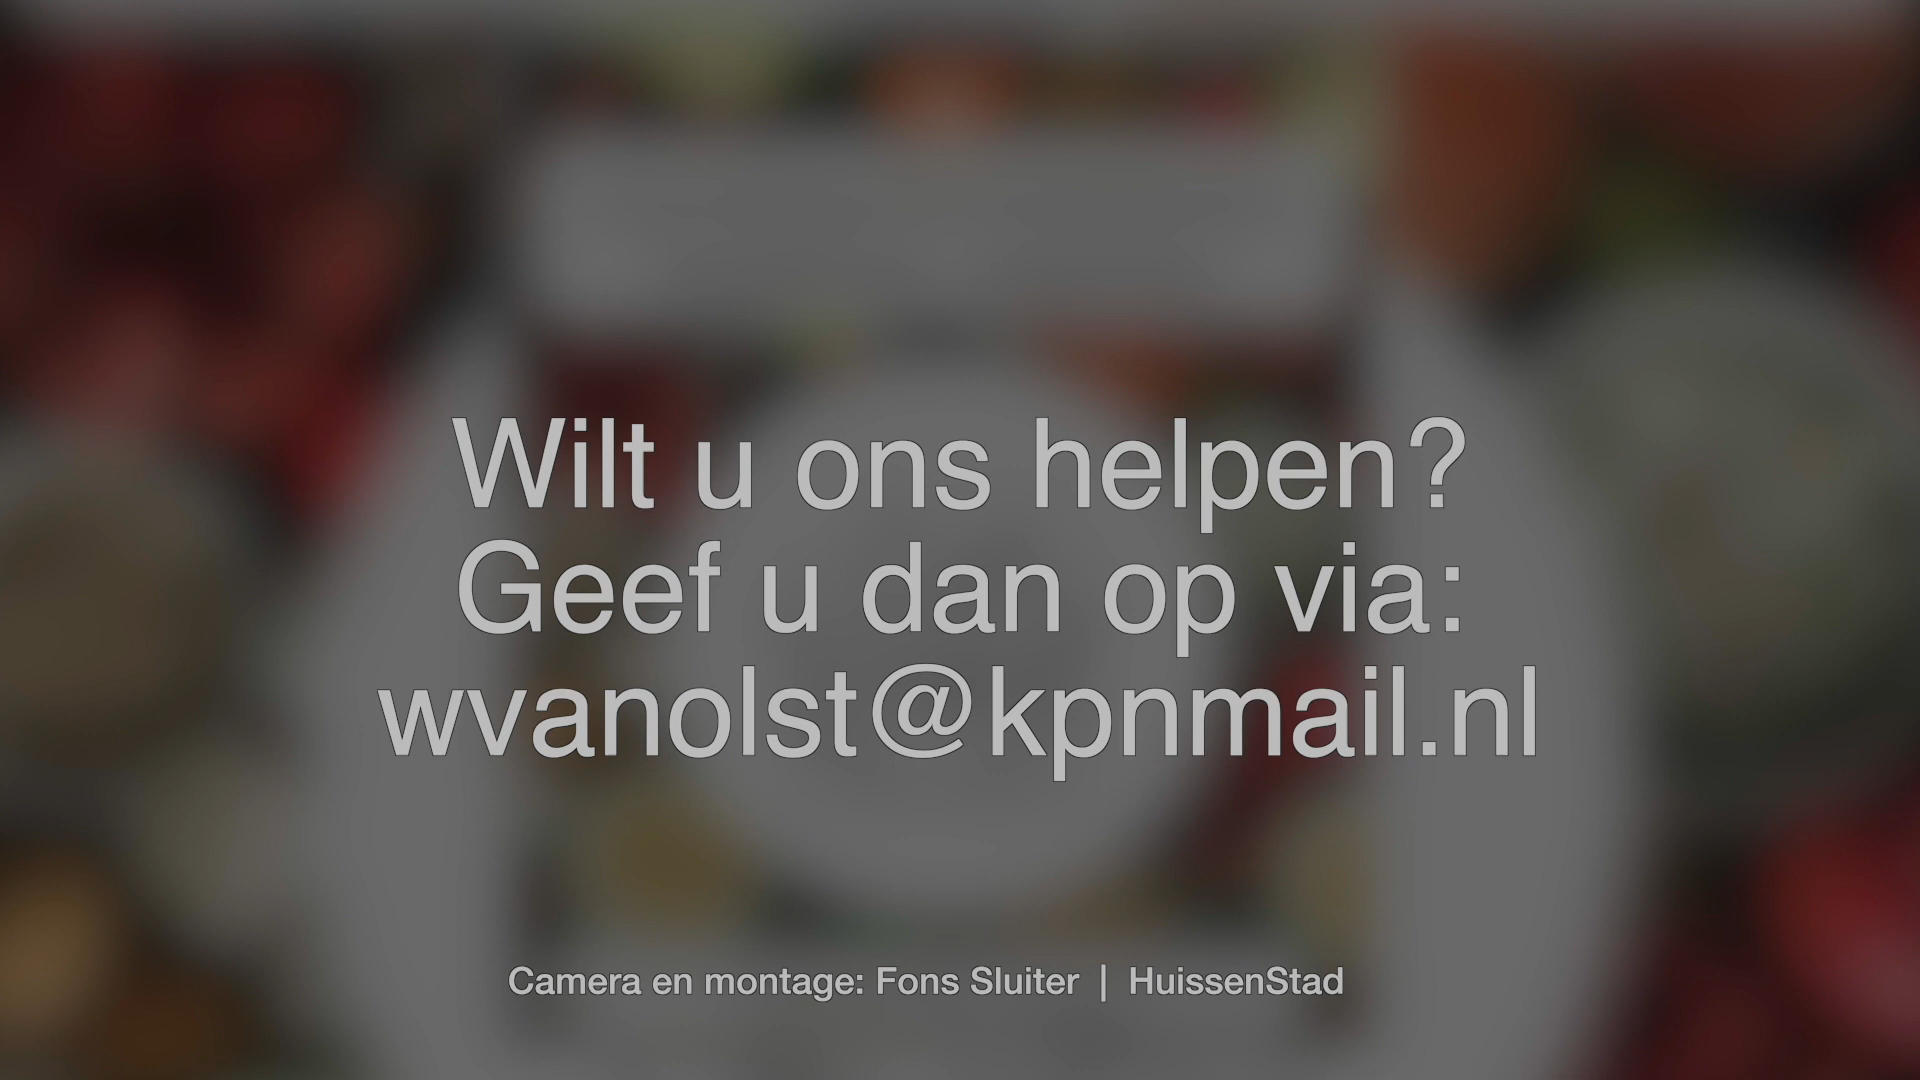 Wilt u ons helpen?
Geef u dan op via:
wvanolst@kpnmail.nl
Camera en montage: Fons Sluiter | HuissenStad